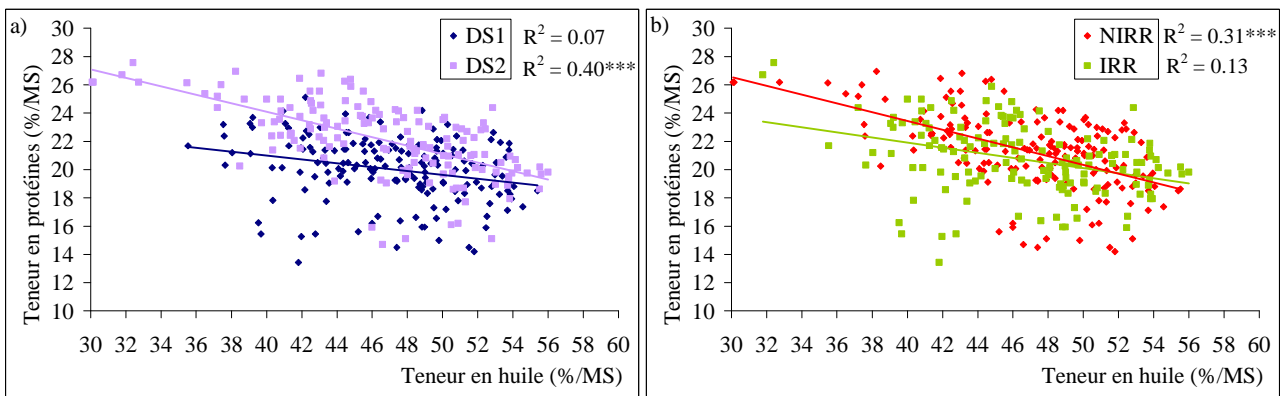 a)
DS1 R² = 0.07
DS2 R² = 0.40***
Teneur en protéines (%/MS)
30
28
26
24
22
20
18
16
14
12
10
30 32 34 36 38 40 42 44 46 48 50 52 54 56 58 60
Teneur en huile (%/MS)
b)
NIRR R² = 0.31***
IRR R² = 0.13
Teneur en protéines (%/MS)
30
28
26
24
22
20
18
16
14
12
10
30 32 34 36 38 40 42 44 46 48 50 52 54 56 58 60
Teneur en huile (%/MS)